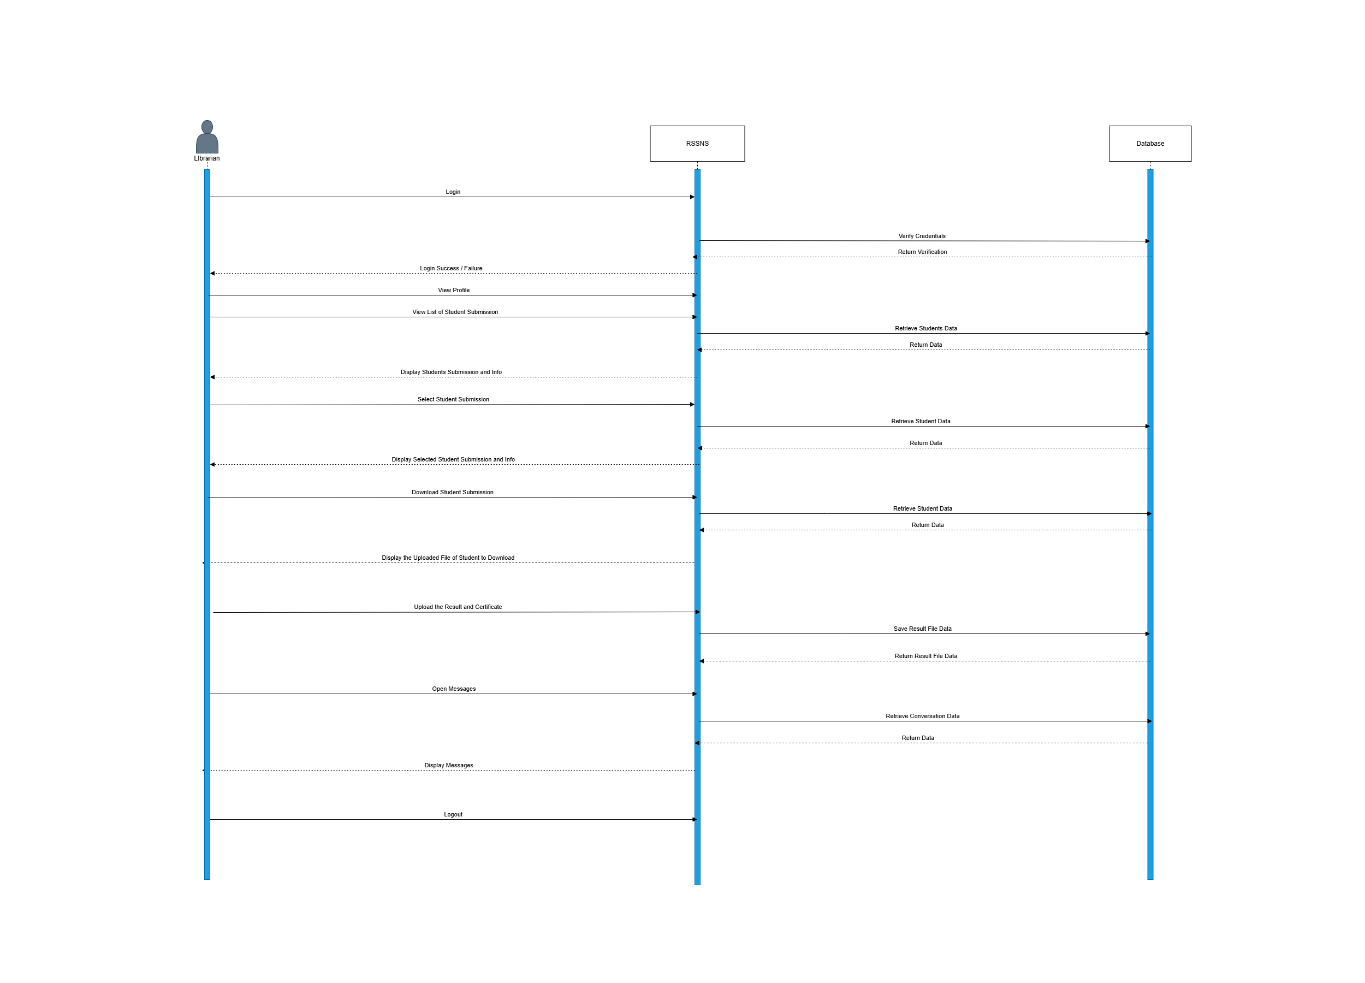 Librarian
RSSNS
Database
Login
Verify Credentials
Return Verification
Login Success / Failure
View Profile
View List of Student Submission
Retrieve Students Data
Return Data
Display Students Submission and Info
Select Student Submission
Retrieve Student Data
Return Data
Display Selected Student Submission and Info
Download Student Submission
Retrieve Student Data
Return Data
Display the Uploaded File of Student to Download
Upload the Result and Certificate
Save Result File Data
Return Result File Data
Open Messages
Retrieve Conversation Data
Return Data
Display Messages
Logout